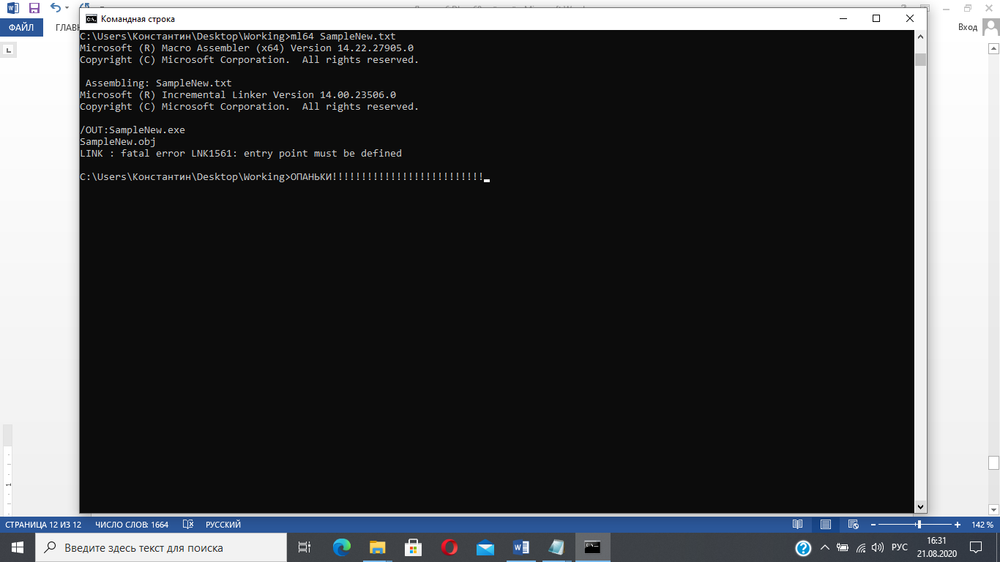 Командная строка
ФАЙЛ
Вход
C:\Users\Константин\Desktop\Working>ml64 SampleNew.txt
Microsoft (R) Macro Assembler (x64) Version 14.22.27905.0
Copyright (C) Microsoft Corporation.  All rights reserved.
Assembling: SampleNew.txt
Microsoft (R) Incremental Linker Version 14.00.23506.0
Copyright (C) Microsoft Corporation.  All rights reserved.
/OUT:SampleNew.exe
SampleNew.obj
LINK : fatal error LNK1561: entry point must be defined
C:\Users\Константин\Desktop\Working>ОПАНЬКИ!!!!!!!!!!!!!!!!!!!!!!!!!!
СТРАНИЦА 12 ИЗ 12 ЧИСЛО СЛОВ: 1664 РУССКИЙ 142 %
Введите здесь текст для поиска
РУС
16:31
21.08.2020